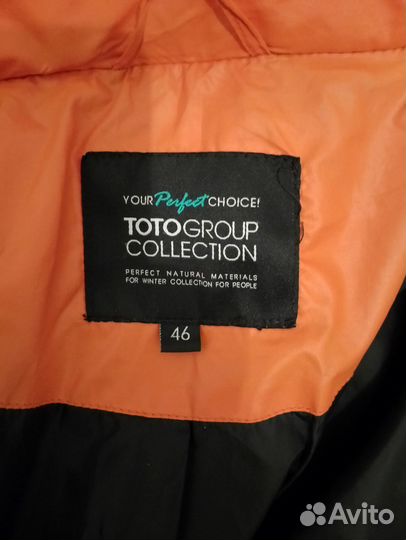 YOUR Perfect CHOICE!
TOTOGROUP
COLLECTION
PERFECT NATURAL MATERIALS
FOR WINTER COLLECTION FOR PEOPLE
46
Avito